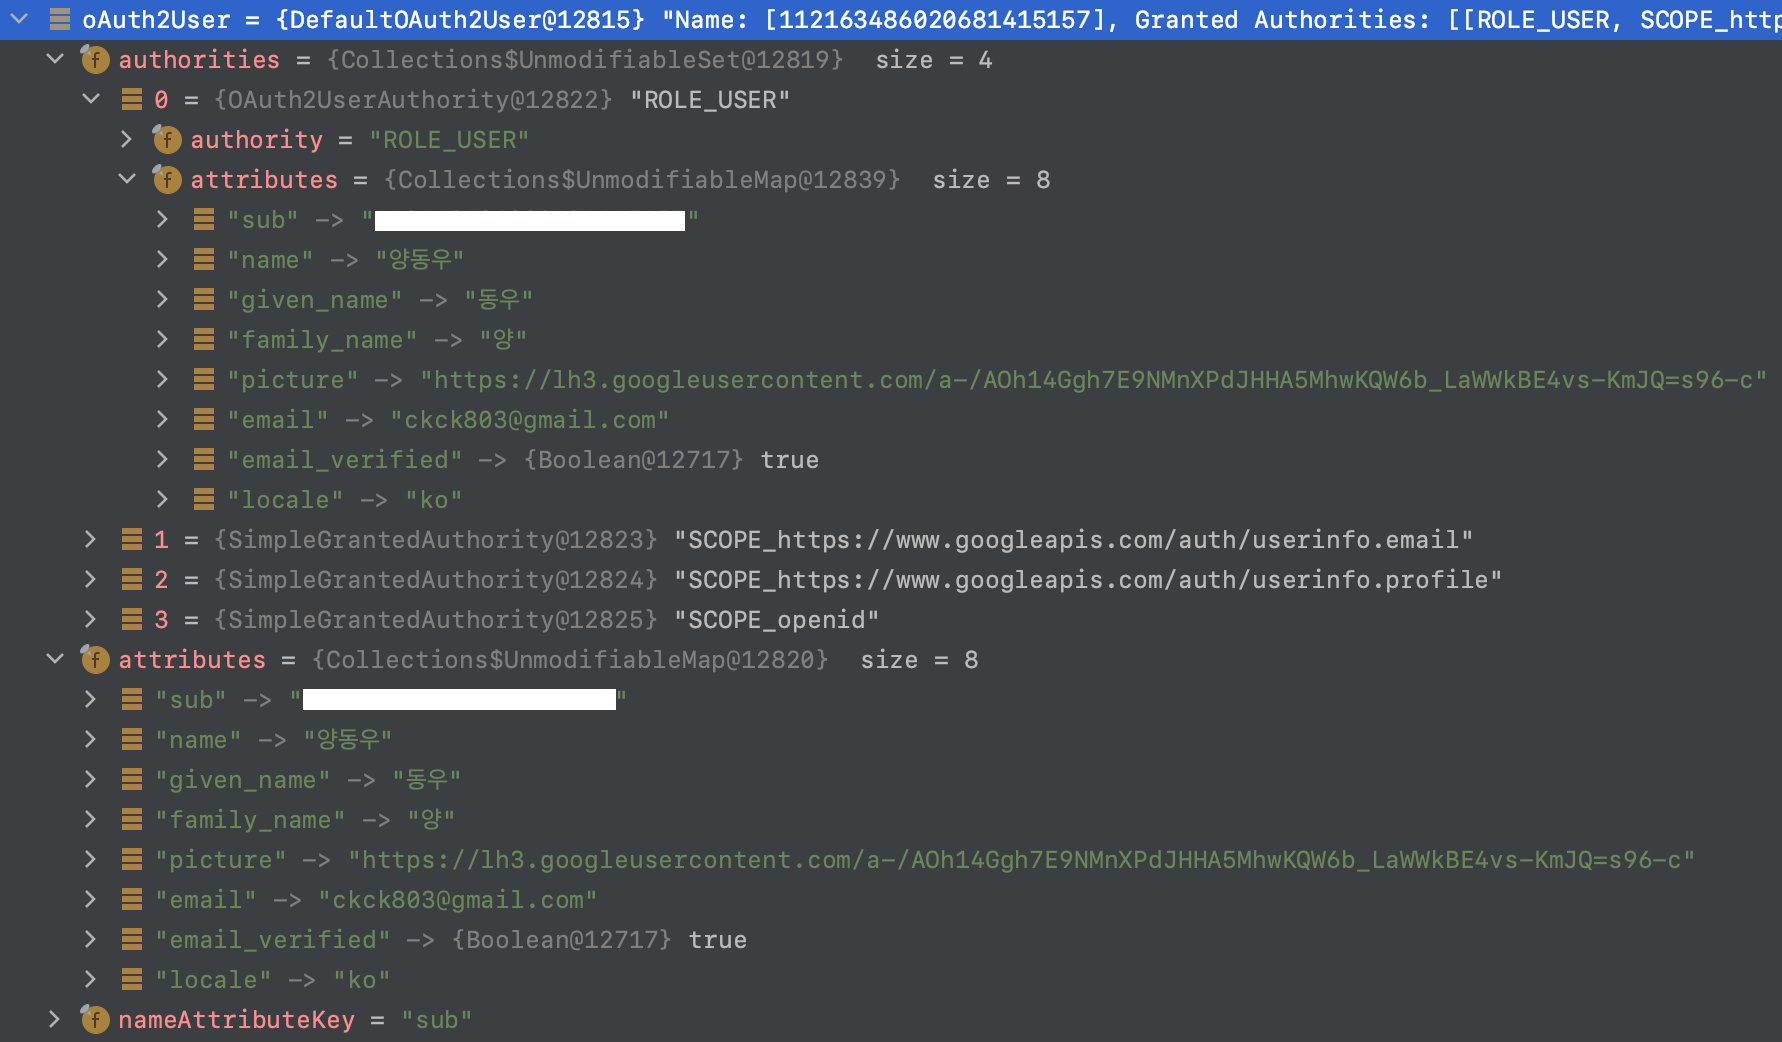 oAuth2User = {DefaultOAuth2User@12815} "Name: [112163486020681415157], Granted Authorities: [[ROLE_USER, SCOPE_http
authorities = {Collections$UnmodifiableSet@12819} size = 4
0 = {OAuth2UserAuthority@12822} "ROLE_USER"
authority = "ROLE_USER"
attributes = {Collections$UnmodifiableMap@12839} size = 8
"sub" -> " "
"name" -> "양동우"
"given_name" -> "동우"
"family_name" -> "양"
"picture" -> "https://lh3.googleusercontent.com/a-/AOh14Ggh7E9NMnXPdJHHA5MhwKQW6b_LaWWkBE4vs-KmJQ=s96-c"
"email" -> "ckck803@gmail.com"
"email_verified" -> {Boolean@12717} true
"locale" -> "ko"
1 = {SimpleGrantedAuthority@12823} "SCOPE_https://www.googleapis.com/auth/userinfo.email"
2 = {SimpleGrantedAuthority@12824} "SCOPE_https://www.googleapis.com/auth/userinfo.profile"
3 = {SimpleGrantedAuthority@12825} "SCOPE_openid"
attributes = {Collections$UnmodifiableMap@12820} size = 8
"sub" -> " "
"name" -> "양동우"
"given_name" -> "동우"
"family_name" -> "양"
"picture" -> "https://lh3.googleusercontent.com/a-/AOh14Ggh7E9NMnXPdJHHA5MhwKQW6b_LaWWkBE4vs-KmJQ=s96-c"
"email" -> "ckck803@gmail.com"
"email_verified" -> {Boolean@12717} true
"locale" -> "ko"
nameAttributeKey = "sub"